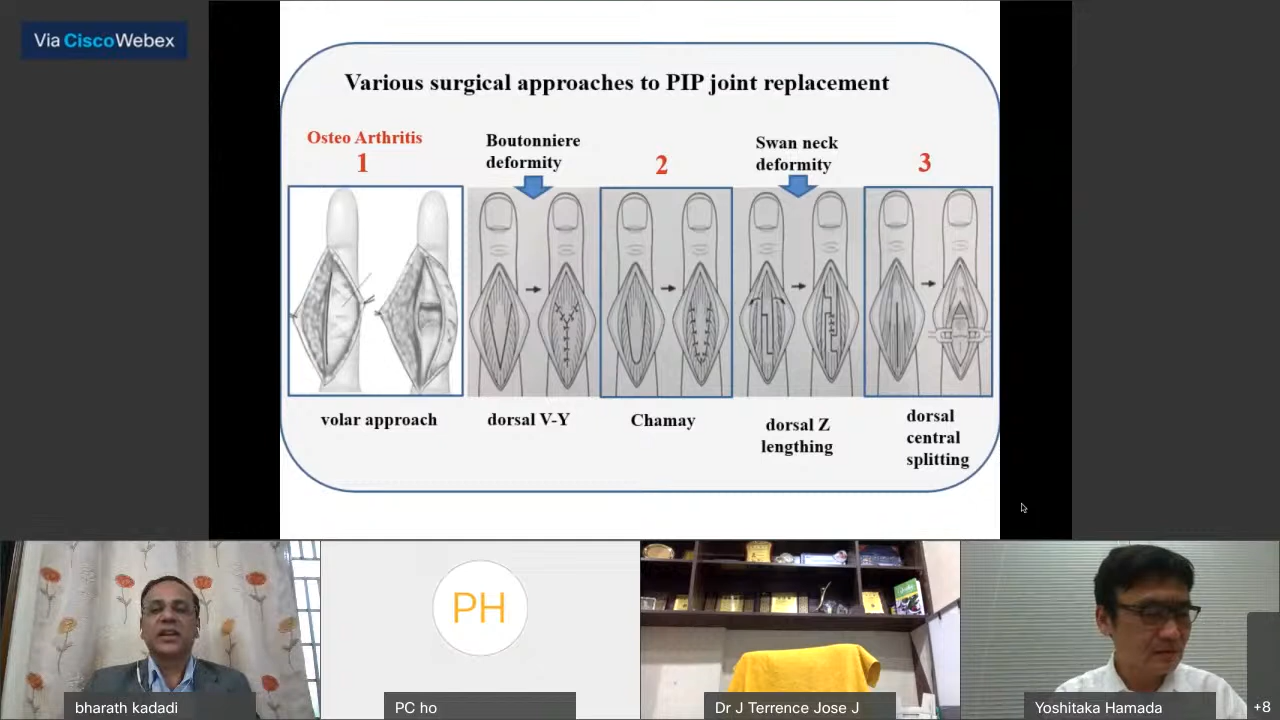 Via Cisco Webex
Various surgical approaches to PIP joint replacement
Osteo Arthritis
1
Boutonniere
deformity
2
Swan neck
deformity
3
volar approach
dorsal V-Y
Chamay
dorsal Z
lengthing
dorsal
central
splitting
PH
bharath kadadi
PC ho
Dr J Terrence Jose J
Yoshitaka Hamada
+8